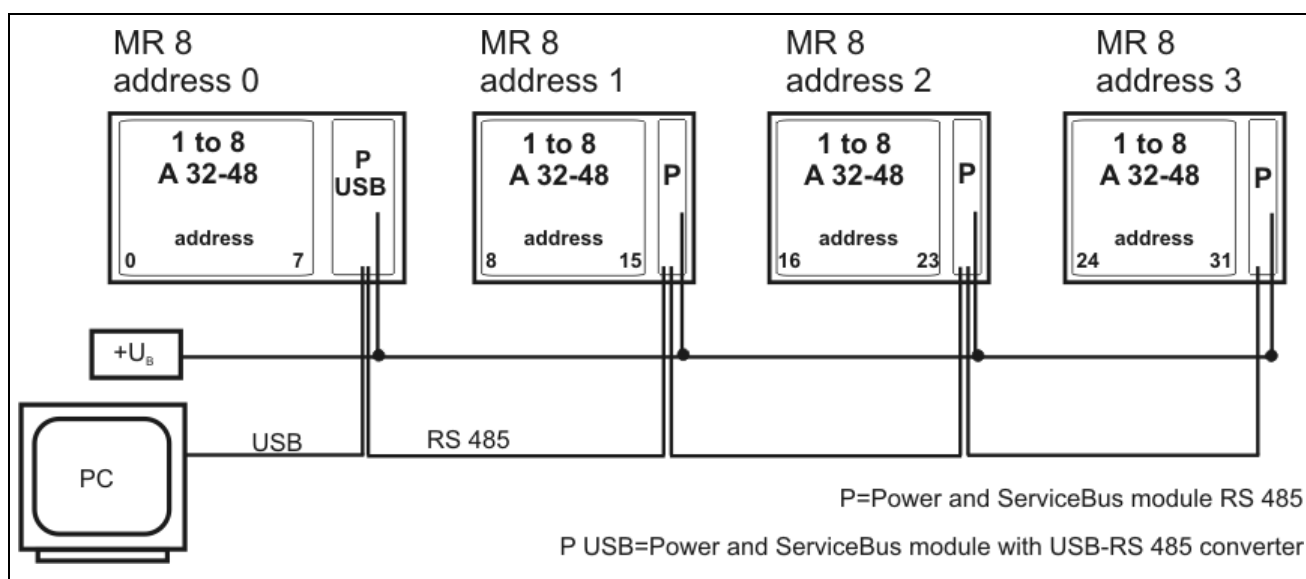 MR 8
address 0
MR 8
address 1
MR 8
address 2
MR 8
address 3
1 to 8
A 32-48
P
USB
address
0 7
1 to 8
A 32-48
P
address
8 15
1 to 8
A 32-48
P
address
16 23
1 to 8
A 32-48
P
address
24 31
+UB
PC
USB
RS 485
P=Power and ServiceBus module RS 485
P USB=Power and ServiceBus module with USB-RS 485 converter